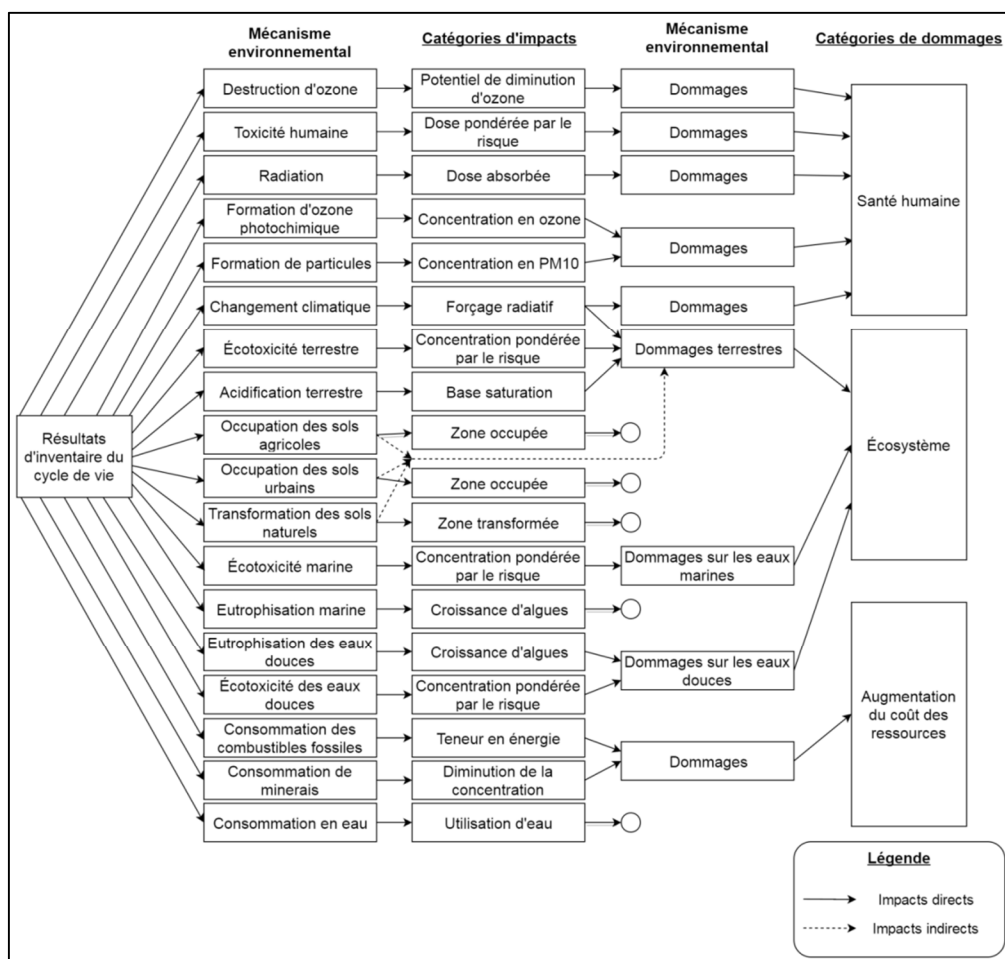 Mécanisme
environnemental
Catégories d'impacts
Mécanisme
environnemental
Catégories de dommages
Destruction d'ozone
Potentiel de diminution
d'ozone
Dommages
Toxicité humaine
Dose pondérée par le
risque
Dommages
Radiation
Dose absorbée
Dommages
Santé humaine
Formation d'ozone
photochimique
Concentration en ozone
Dommages
Formation de particules
Concentration en PM10
Changement climatique
Forçage radiatif
Dommages
Écotoxicité terrestre
Concentration pondérée
par le risque
Dommages terrestres
Acidification terrestre
Base saturation
Résultats
d'inventaire du
cycle de vie
Occupation des sols
agricoles
Zone occupée
Écosystème
Occupation des sols
urbains
Zone occupée
Transformation des sols
naturels
Zone transformée
Écotoxicité marine
Concentration pondérée
par le risque
Dommages sur les eaux
marines
Eutrophisation marine
Croissance d'algues
Eutrophisation des eaux
douces
Croissance d'algues
Dommages sur les eaux
douces
Écotoxicité des eaux
douces
Concentration pondérée
par le risque
Augmentation
du coût des
ressources
Consommation des
combustibles fossiles
Teneur en énergie
Dommages
Consommation de
minerais
Diminution de la
concentration
Consommation en eau
Utilisation d'eau
Légende
Impacts directs
Impacts indirects